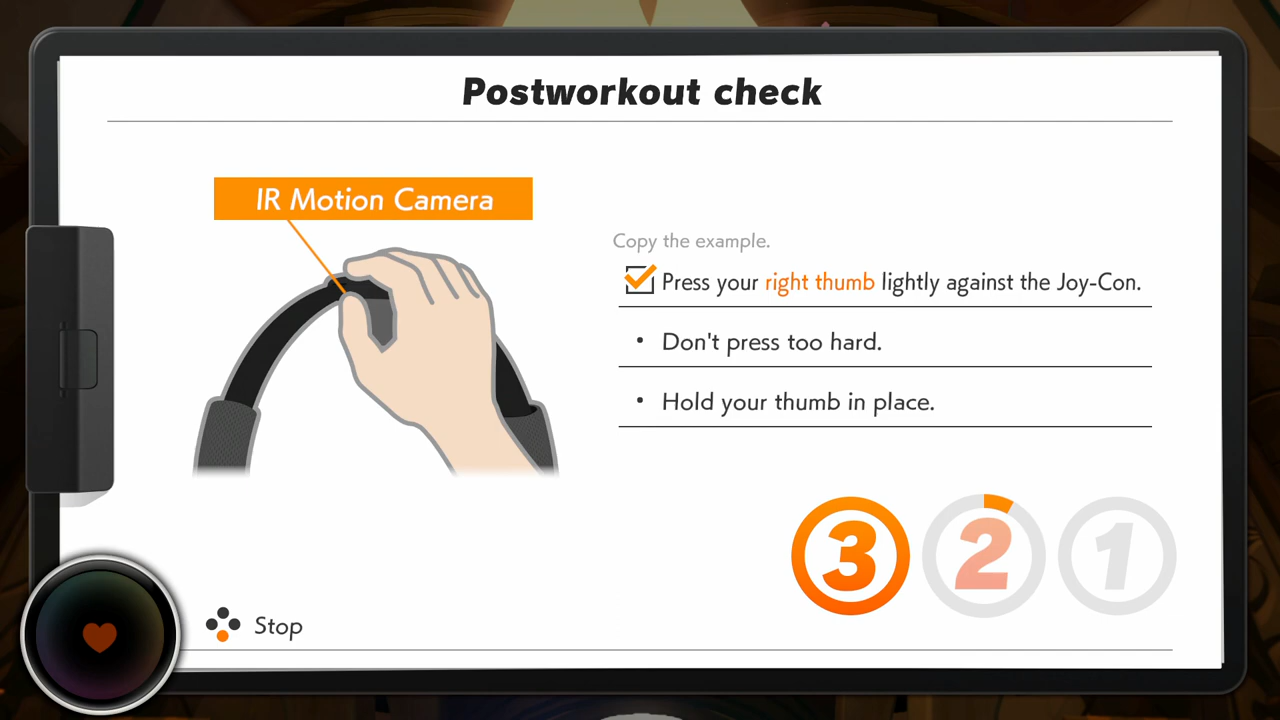 Postworkout check
IR Motion Camera
Copy the example.
Press your right thumb lightly against the Joy-Con.
• Don't press too hard.
• Hold your thumb in place.
3 2 1
Stop